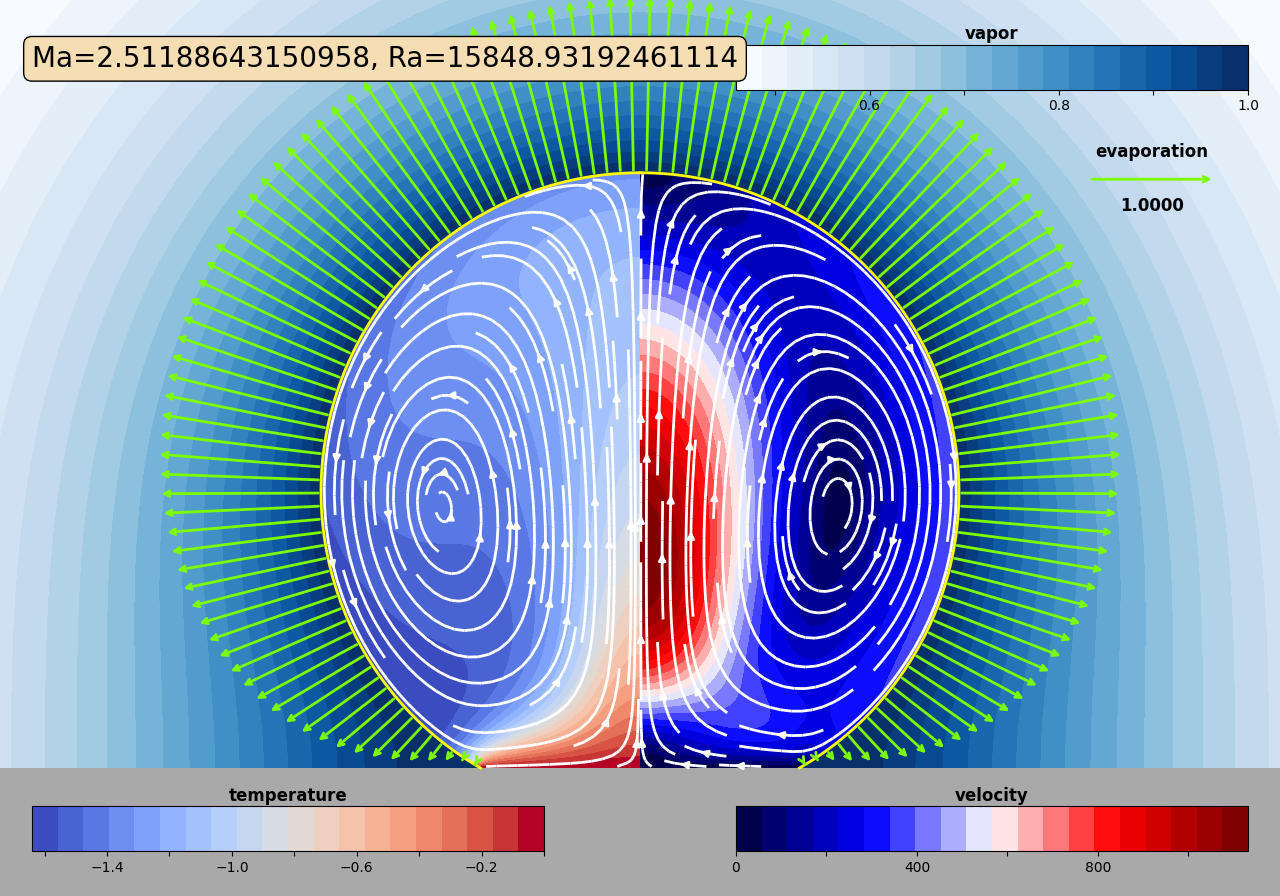 vapor
Ma=2.51188643150958, Ra=15848.93192461114
0.6 0.8 1.0
evaporation
1.0000
temperature
−1.4 −1.0 −0.6 −0.2
velocity
0 400 800